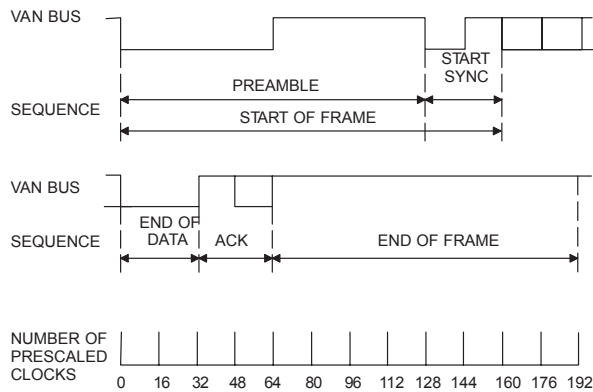 VAN BUS
START
SYNC
PREAMBLE
SEQUENCE
START OF FRAME
VAN BUS
END OF
DATA
ACK
END OF FRAME
SEQUENCE
NUMBER OF
PRESCALED
CLOCKS
0 16 32 48 64 80 96 112 128 144 160 176 192